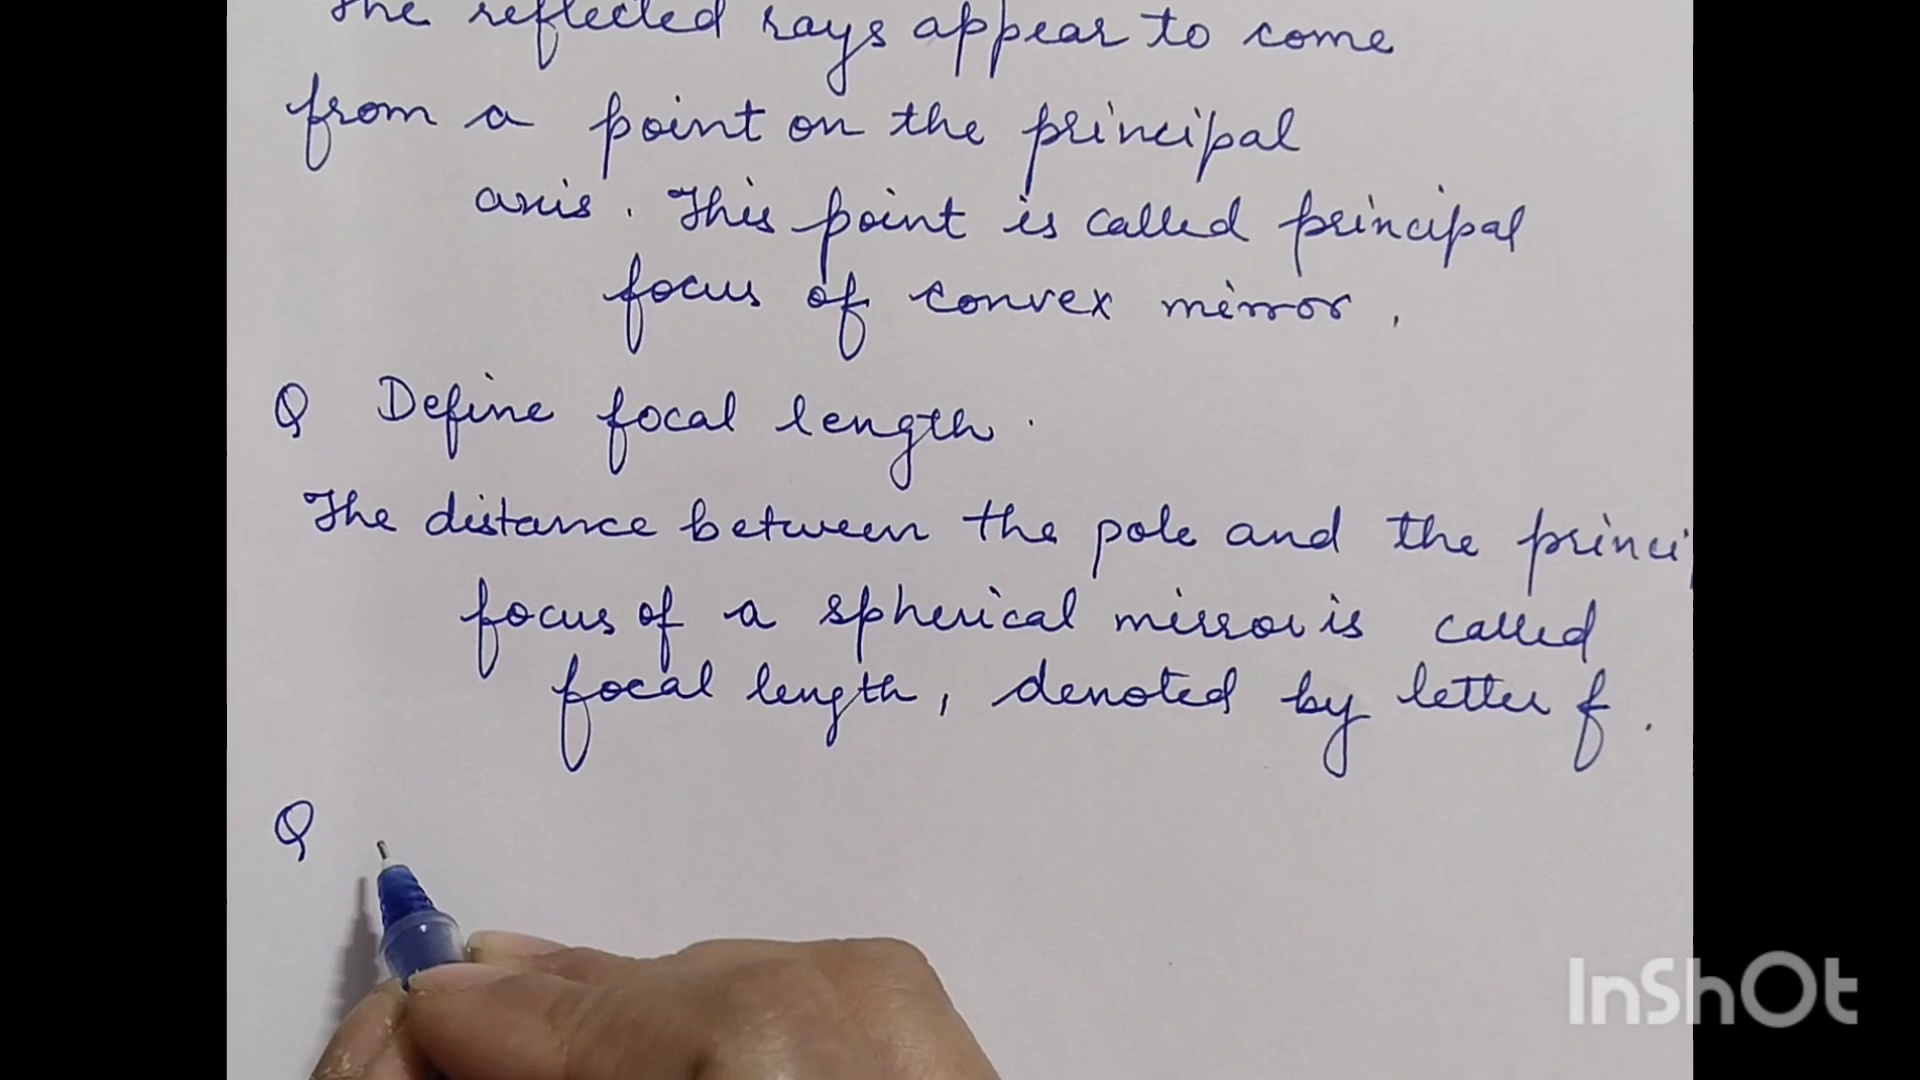 The reflected rays appear to come
from a point on the principal
axis. This point is called principal
focus of convex mirror.
Q Define focal length.
The distance between the pole and the princi
focus of a spherical mirror is called
focal length, denoted by letter f.
Q
InShOt